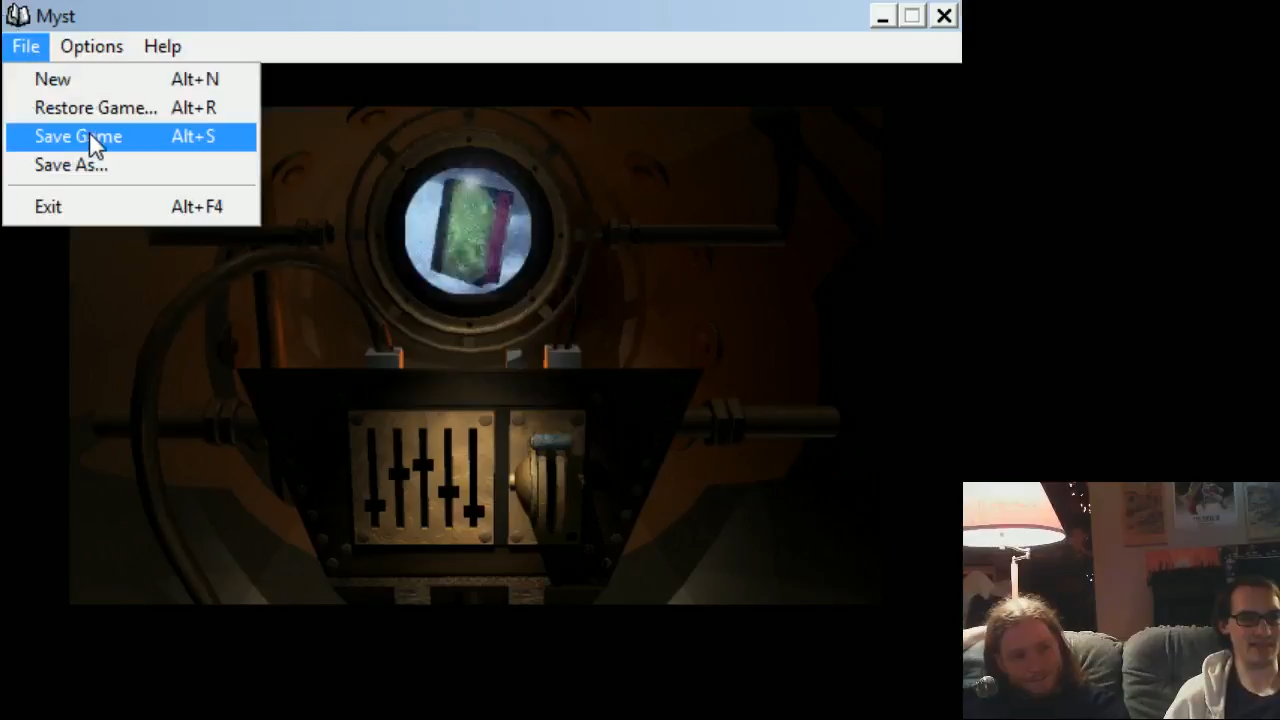 Myst
File Options Help
New Alt+N
Restore Game... Alt+R
Save Game Alt+S
Save As...
Exit Alt+F4